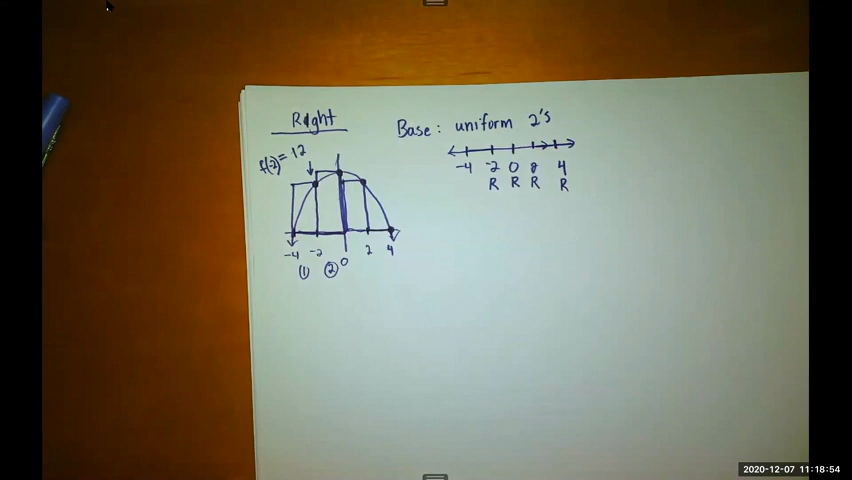 Right
Base: uniform 2's
f(-2) = 12
-4 -2 0 4
R R R R
-4 -2 0 2 4
① ②
2020-12-07 11:18:54